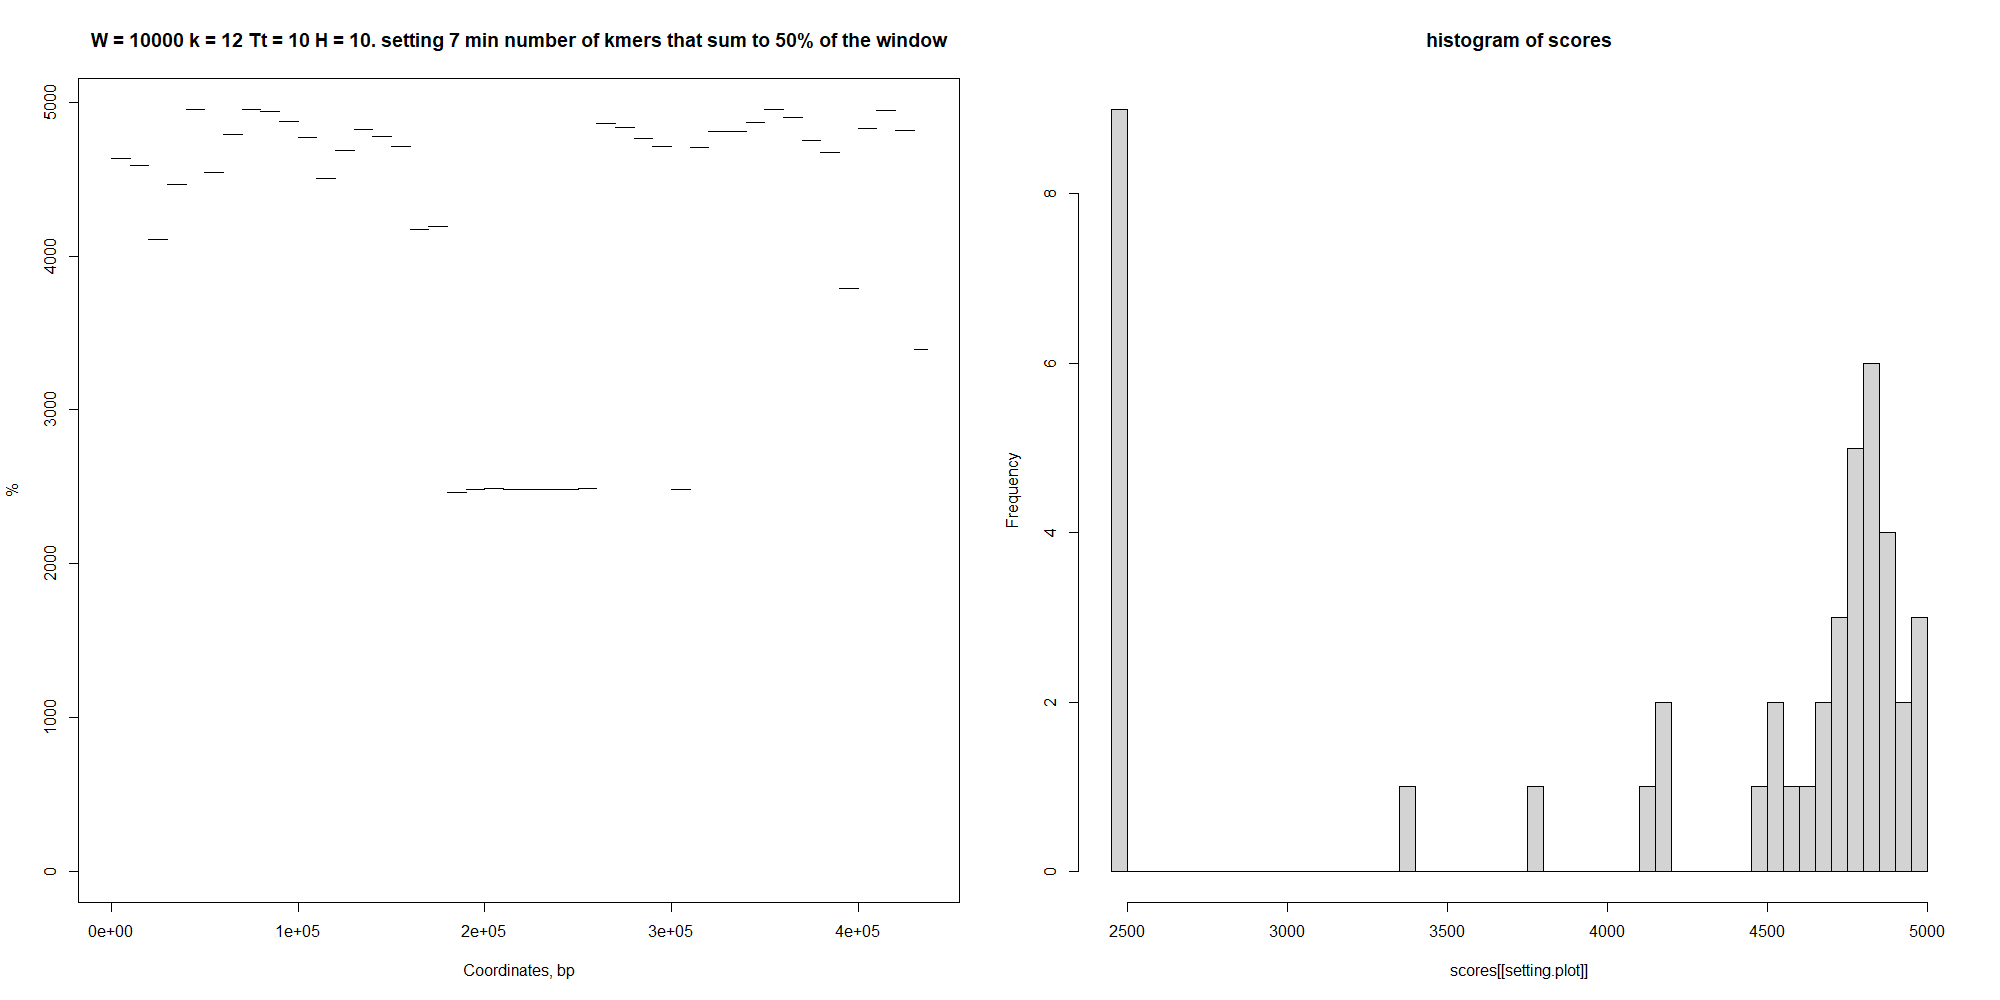 W = 10000 k = 12 Tt = 10 H = 10. setting 7 min number of kmers that sum to 50% of the window
5000
4000
3000
2000
1000
0
%
0e+00 1e+05 2e+05 3e+05 4e+05
Coordinates, bp
histogram of scores
8
6
4
2
0
Frequency
2500 3000 3500 4000 4500 5000
scores[[setting.plot]]